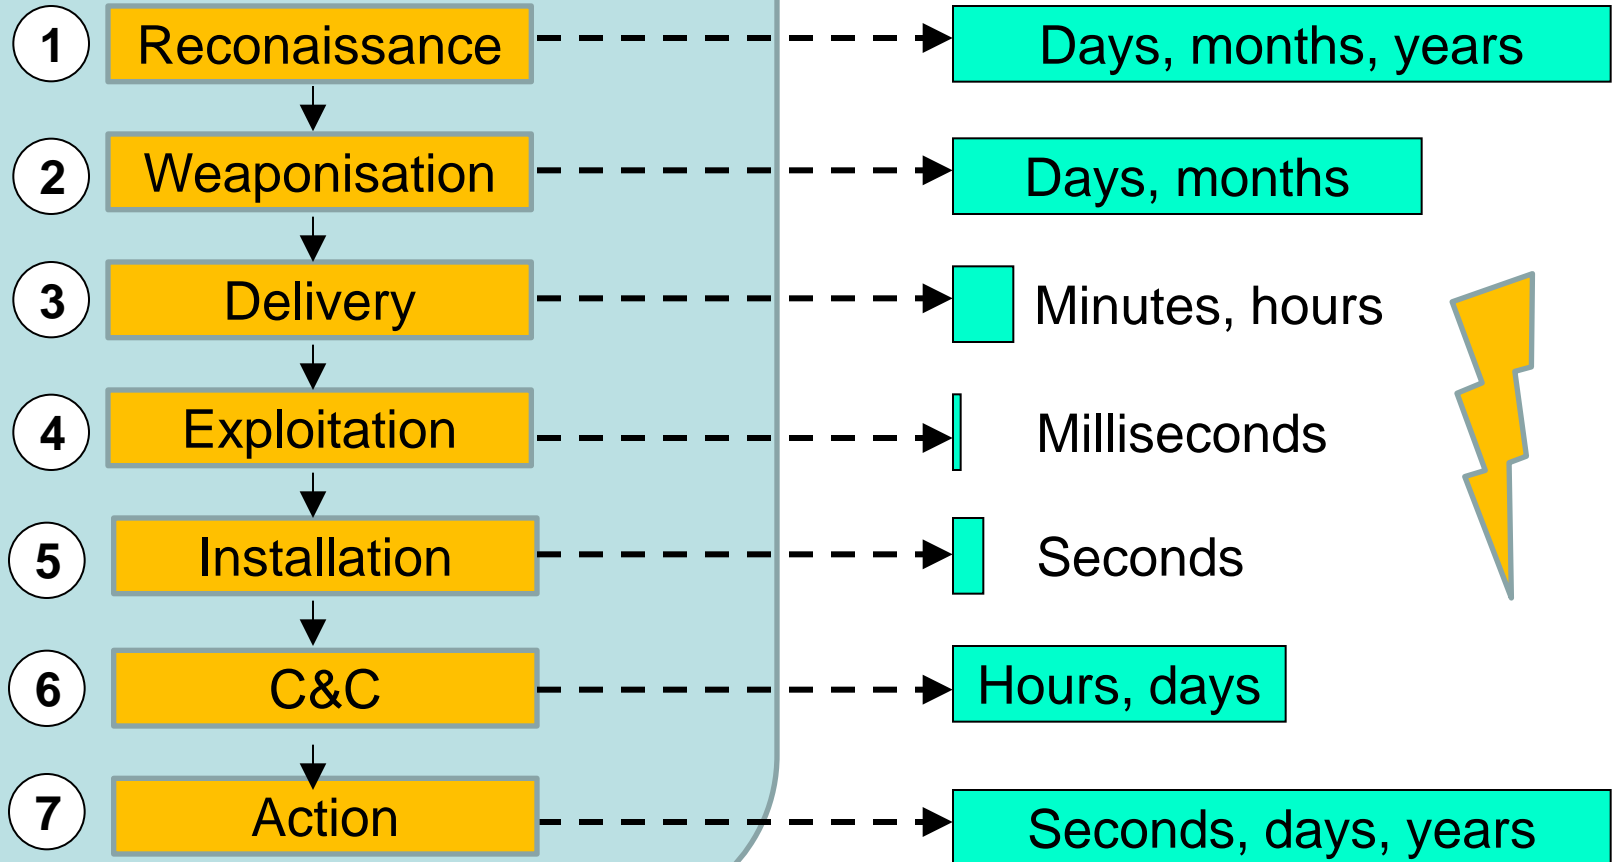 1 Reconaissance Days, months, years
2 Weaponisation Days, months
3 Delivery Minutes, hours
4 Exploitation Milliseconds
5 Installation Seconds
6 C&C Hours, days
7 Action Seconds, days, years